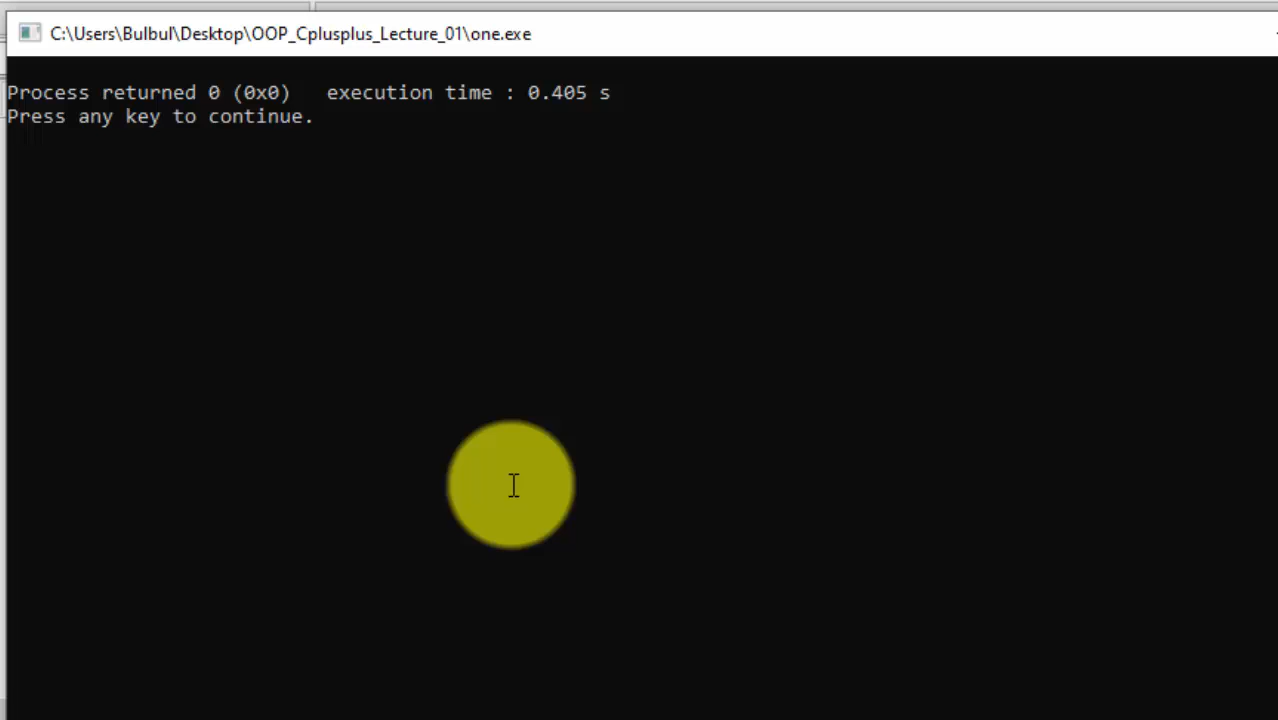 C:\Users\Bulbul\Desktop\OOP_Cplusplus_Lecture_01\one.exe
Process returned 0 (0x0)   execution time : 0.405 s
Press any key to continue.